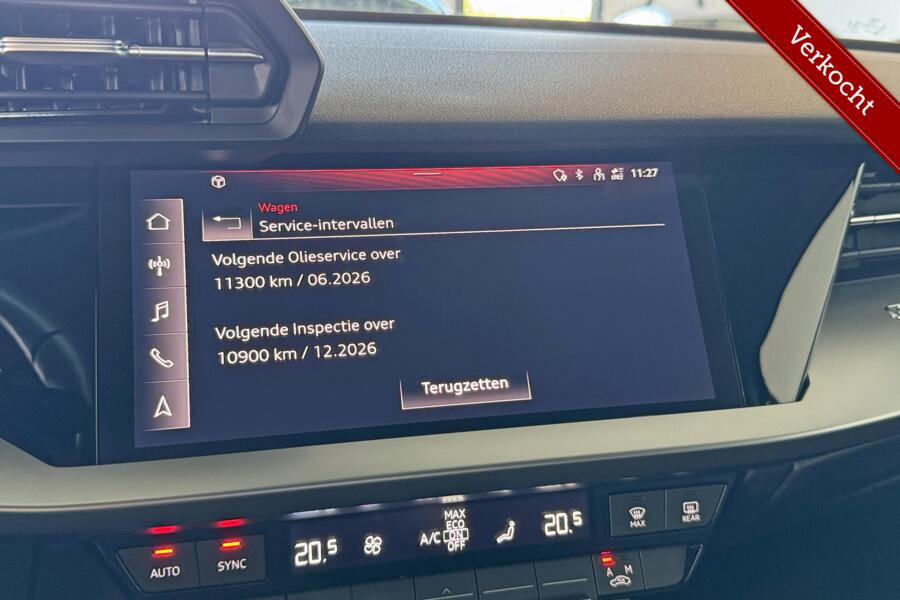 Verkocht
11:27
Wagen
Service-intervallen
Volgende Olieservice over
11300 km / 06.2026
Volgende Inspectie over
10900 km / 12.2026
Terugzetten
MAX
ECO
A/C ON
OFF
20.5
20.5
MAX
REAR
AUTO
SYNC
A M